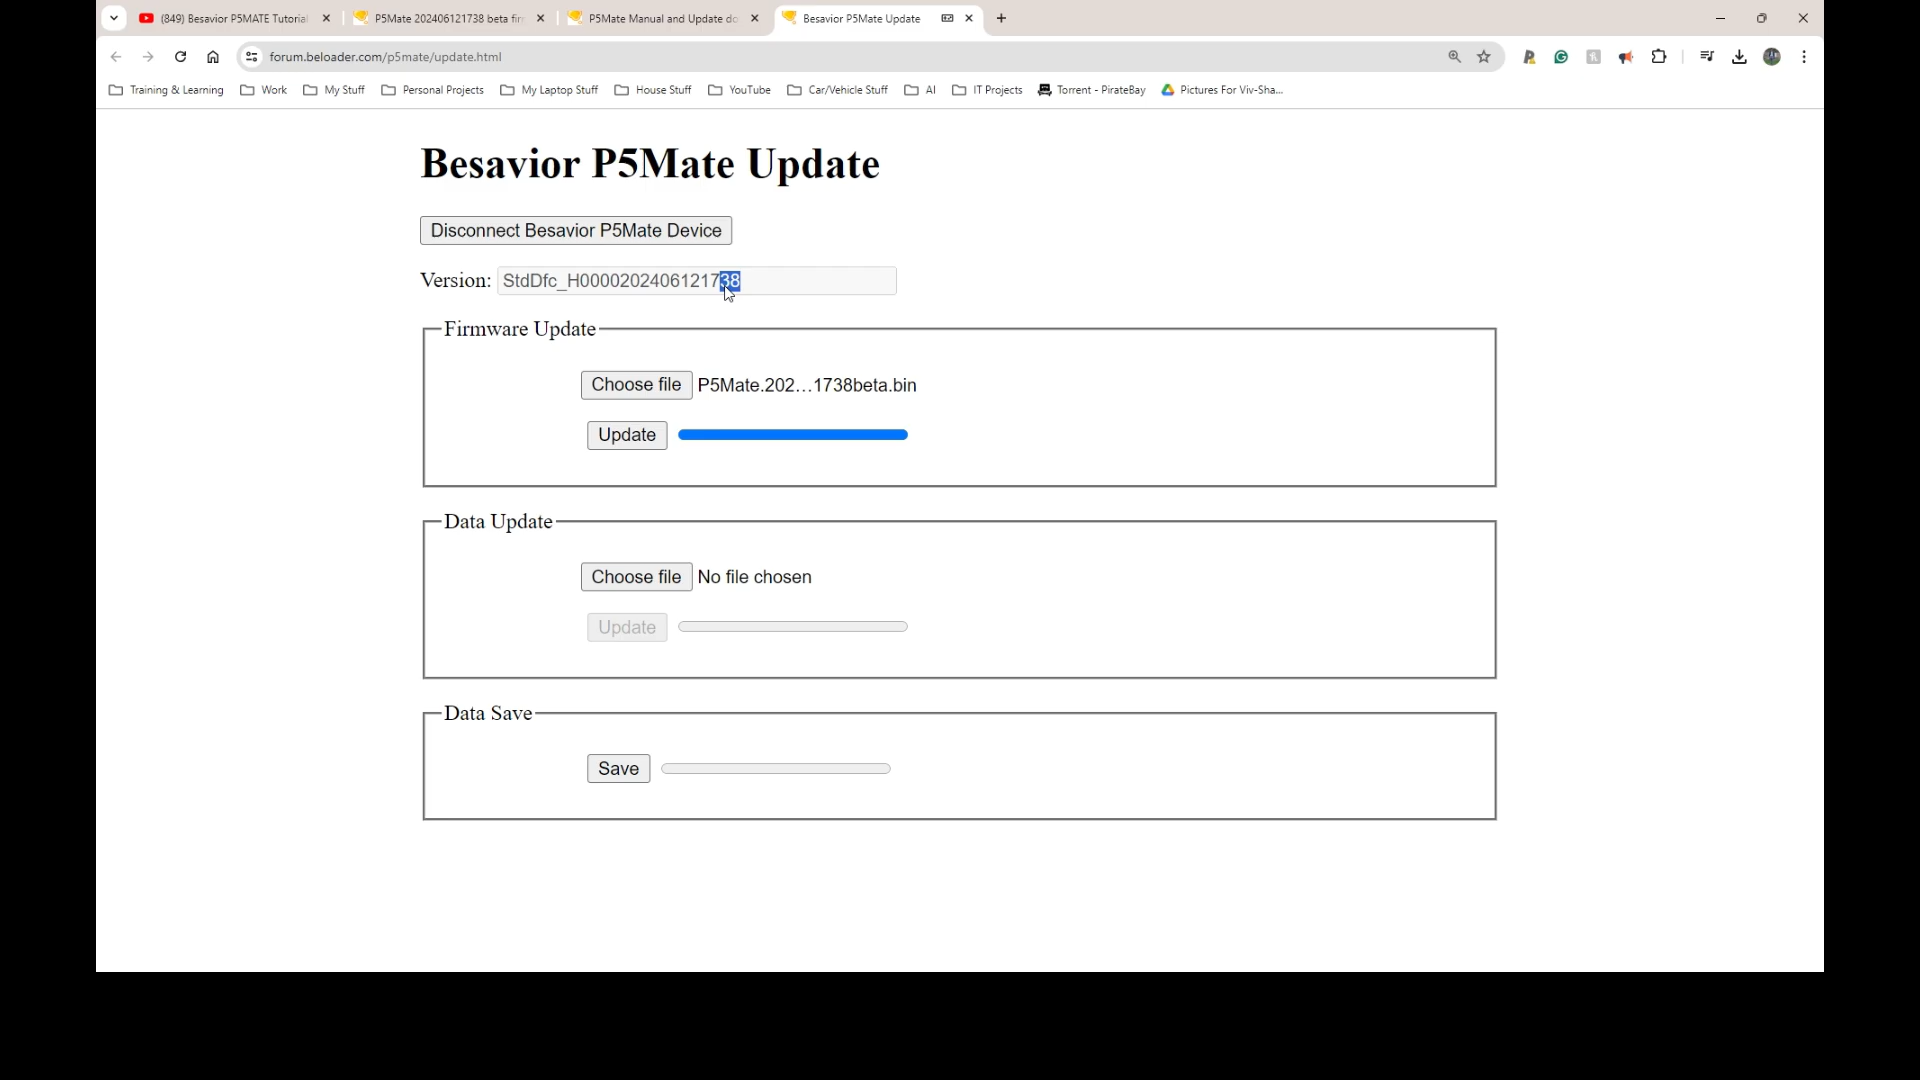 (849) Besavior P5MATE Tutorial
P5Mate 202406121738 beta fir
P5Mate Manual and Update do
Besavior P5Mate Update
forum.beloader.com/p5mate/update.html
Training & Learning
Work
My Stuff
Personal Projects
My Laptop Stuff
House Stuff
YouTube
Car/Vehicle Stuff
AI
IT Projects
Torrent - PirateBay
Pictures For Viv-Sha...
Besavior P5Mate Update
Disconnect Besavior P5Mate Device
Version: StdDfc_H0000202406121738
Firmware Update
Choose file P5Mate.202...1738beta.bin
Update
Data Update
Choose file No file chosen
Update
Data Save
Save